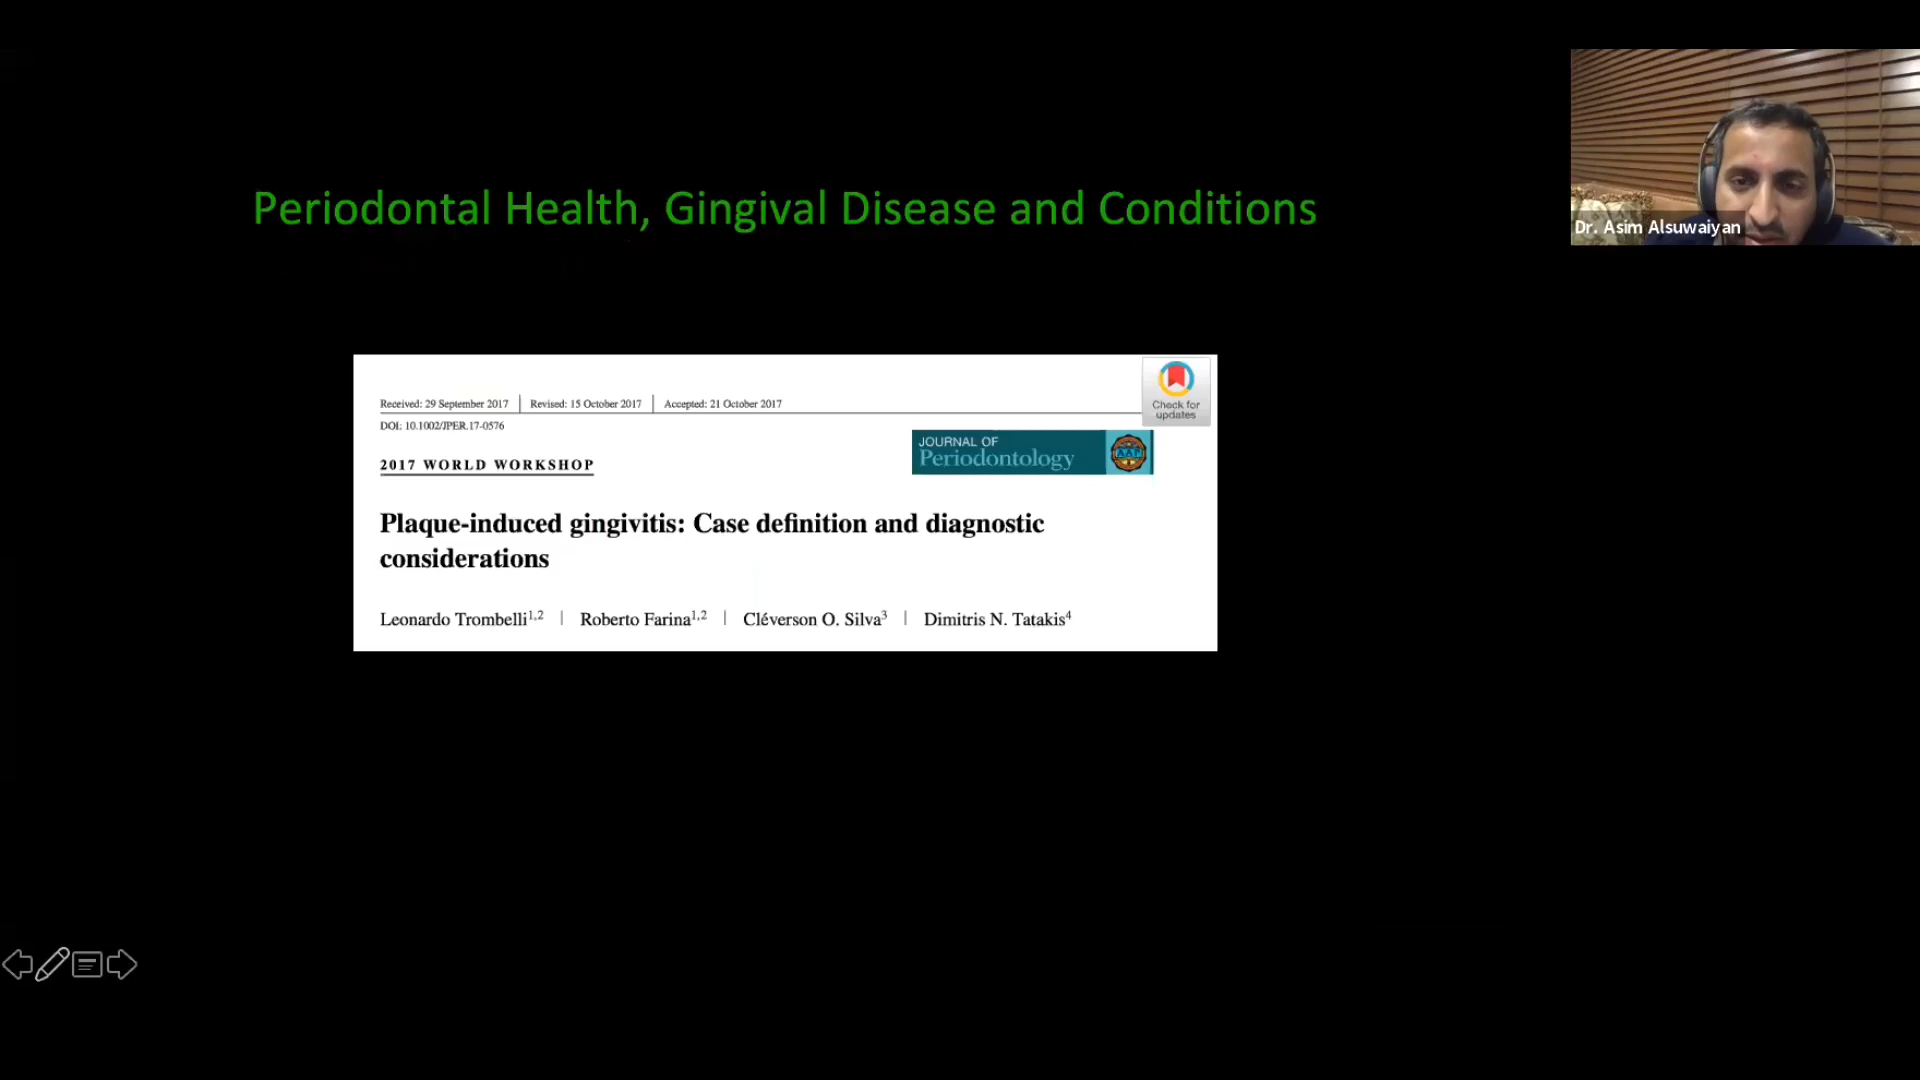 Periodontal Health, Gingival Disease and Conditions
Dr. Asim Alsuwaiyan
Received: 29 September 2017 | Revised: 15 October 2017 | Accepted: 21 October 2017
DOI: 10.1002/JPER.17-0576
Check for
updates
2017 WORLD WORKSHOP
JOURNAL OF
Periodontology
AAP
Plaque-induced gingivitis: Case definition and diagnostic
considerations
Leonardo Trombelli1,2 | Roberto Farina1,2 | Cléverson O. Silva3 | Dimitris N. Tatakis4